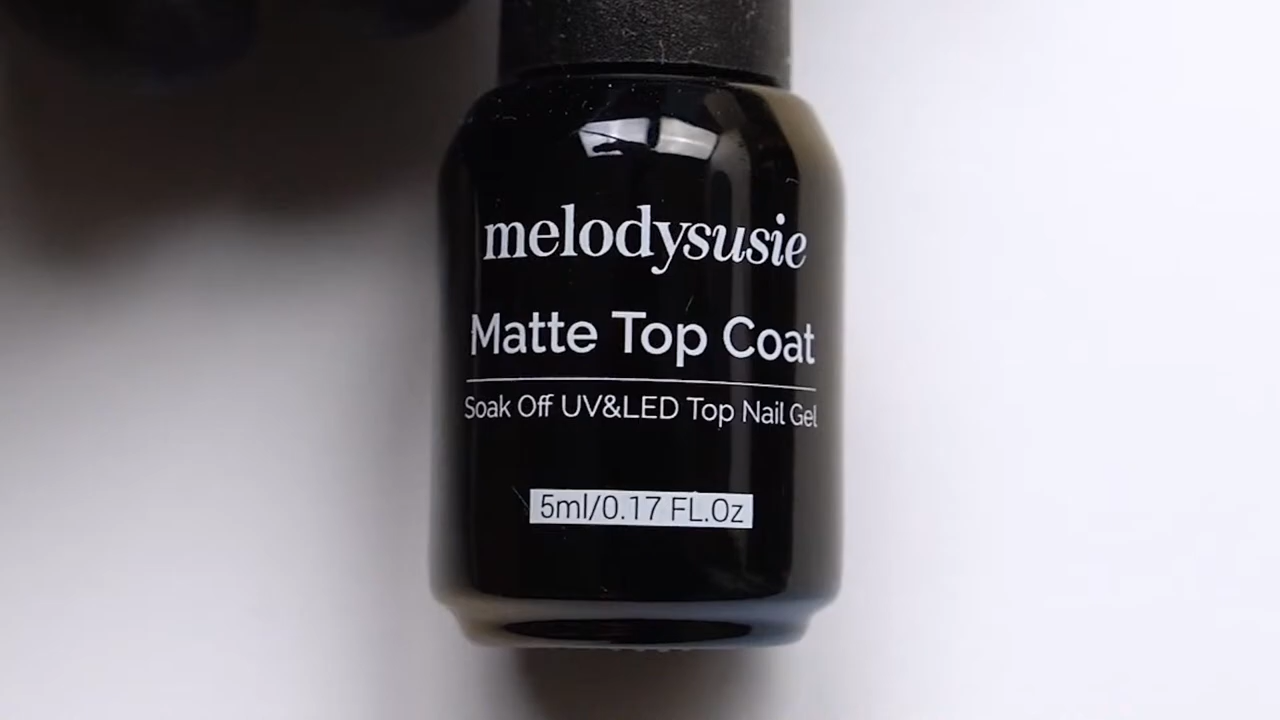 melodysusie
Matte Top Coat
Soak Off UV&LED Top Nail Gel
5ml/0.17 FL.Oz